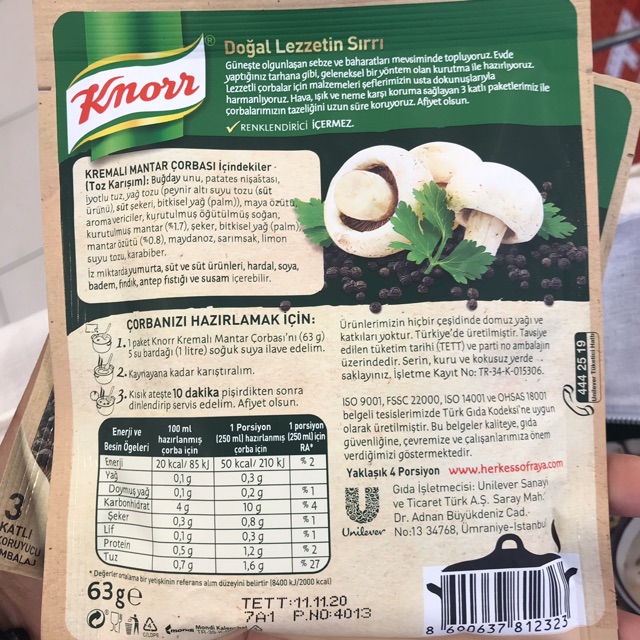 Knorr®
Doğal Lezzetin Sırrı
Güneşte olgunlaşan sebze ve baharatları mevsiminde topluyoruz. Evde
yaptığınız tarhana gibi, geleneksel bir yöntem olan kurutma ile hazırlıyoruz.
Lezzetli çorbalar için malzemeleri şeflerimizin usta dokunuşlarıyla
harmanlıyoruz. Hava, ışık ve neme karşı koruma sağlayan 3 katlı paketlerimiz ile
çorbalarımızın tazeliğini uzun süre koruyoruz. Afiyet olsun.
✓RENKLENDİRİCİ İÇERMEZ.
KREMALI MANTAR ÇORBASI İçindekiler
(Toz Karışım): Buğday unu, patates nişastası,
iyotlu tuz, yağ tozu (peynir altı suyu tozu (süt
ürünü), süt şekeri, bitkisel yağ (palm)), maya özütü,
aroma vericiler, kurutulmuş öğütülmüş soğan,
kurutulmuş mantar (%1.7), şeker, bitkisel yağ (palm),
mantar özütü (%0.8), maydanoz, sarımsak, limon
suyu tozu, karabiber.
İz miktarda yumurta, süt ve süt ürünleri, hardal, soya,
badem, fındık, antep fıstığı ve susam içerebilir.
ÇORBANIZI HAZIRLAMAK İÇİN:
1. 1 paket Knorr Kremalı Mantar Çorbası'nı (63 g)
5 su bardağı (1 litre) soğuk suya ilave edelim.
2. Kaynayana kadar karıştıralım.
3. Kısık ateşte 10 dakika pişirdikten sonra
dinlendirip servis edelim. Afiyet olsun.
Enerji ve Besin Ögeleri 100 ml hazırlanmış çorba için 1 Porsiyon (250 ml) hazırlanmış çorba için 1 porsiyon (250 ml) için RA*
Enerji 20 kcal/ 85 kJ 50 kcal/ 210 kJ % 2
Yağ 0,1 g 0,3 g
Doymuş yağ 0,1 g 0,2 g % 1
Karbonhidrat 4 g 10 g % 4
Şeker 0,3 g 0,8 g % 1
Lif 0,1 g 0,3 g
Protein 0,5 g 1,2 g % 2
Tuz 0,7 g 1,6 g % 27
*Değerler ortalama bir yetişkinin referans alım düzeyini belirtir (8400 kJ/2000 kcal)
63g e
TETT:11.11.20
7A1 P.NO:4013
Ürünlerimizin hiçbir çeşidinde domuz yağı ve
katkıları yoktur. Türkiye'de üretilmiştir. Tavsiye
edilen tüketim tarihi (TETT) ve parti no ambalajın
üzerindedir. Serin, kuru ve kokusuz yerde
saklayınız. İşletme Kayıt No: TR-34-K-015306.
ISO 9001, FSSC 22000, ISO 14001 ve OHSAS 18001
belgeli tesislerimizde Türk Gıda Kodeksi'ne uygun
olarak üretilmiştir. Bu belgeler kaliteye, gıda
güvenliğine, çevremize ve çalışanlarımıza önem
verdiğimizi göstermektedir.
Yaklaşık 4 Porsiyon www.herkessofraya.com
Gıda İşletmecisi: Unilever Sanayi
ve Ticaret Türk A.Ş. Saray Mah.
Dr. Adnan Büyükdeniz Cad.
No:13 34768, Ümraniye-İstanbul
Unilever
444 25 19
Unilever Tüketici Hattı
8 690637 812323
C/LDPE
mondi
3
KATLI
KORUYUCU
AMBALAJ